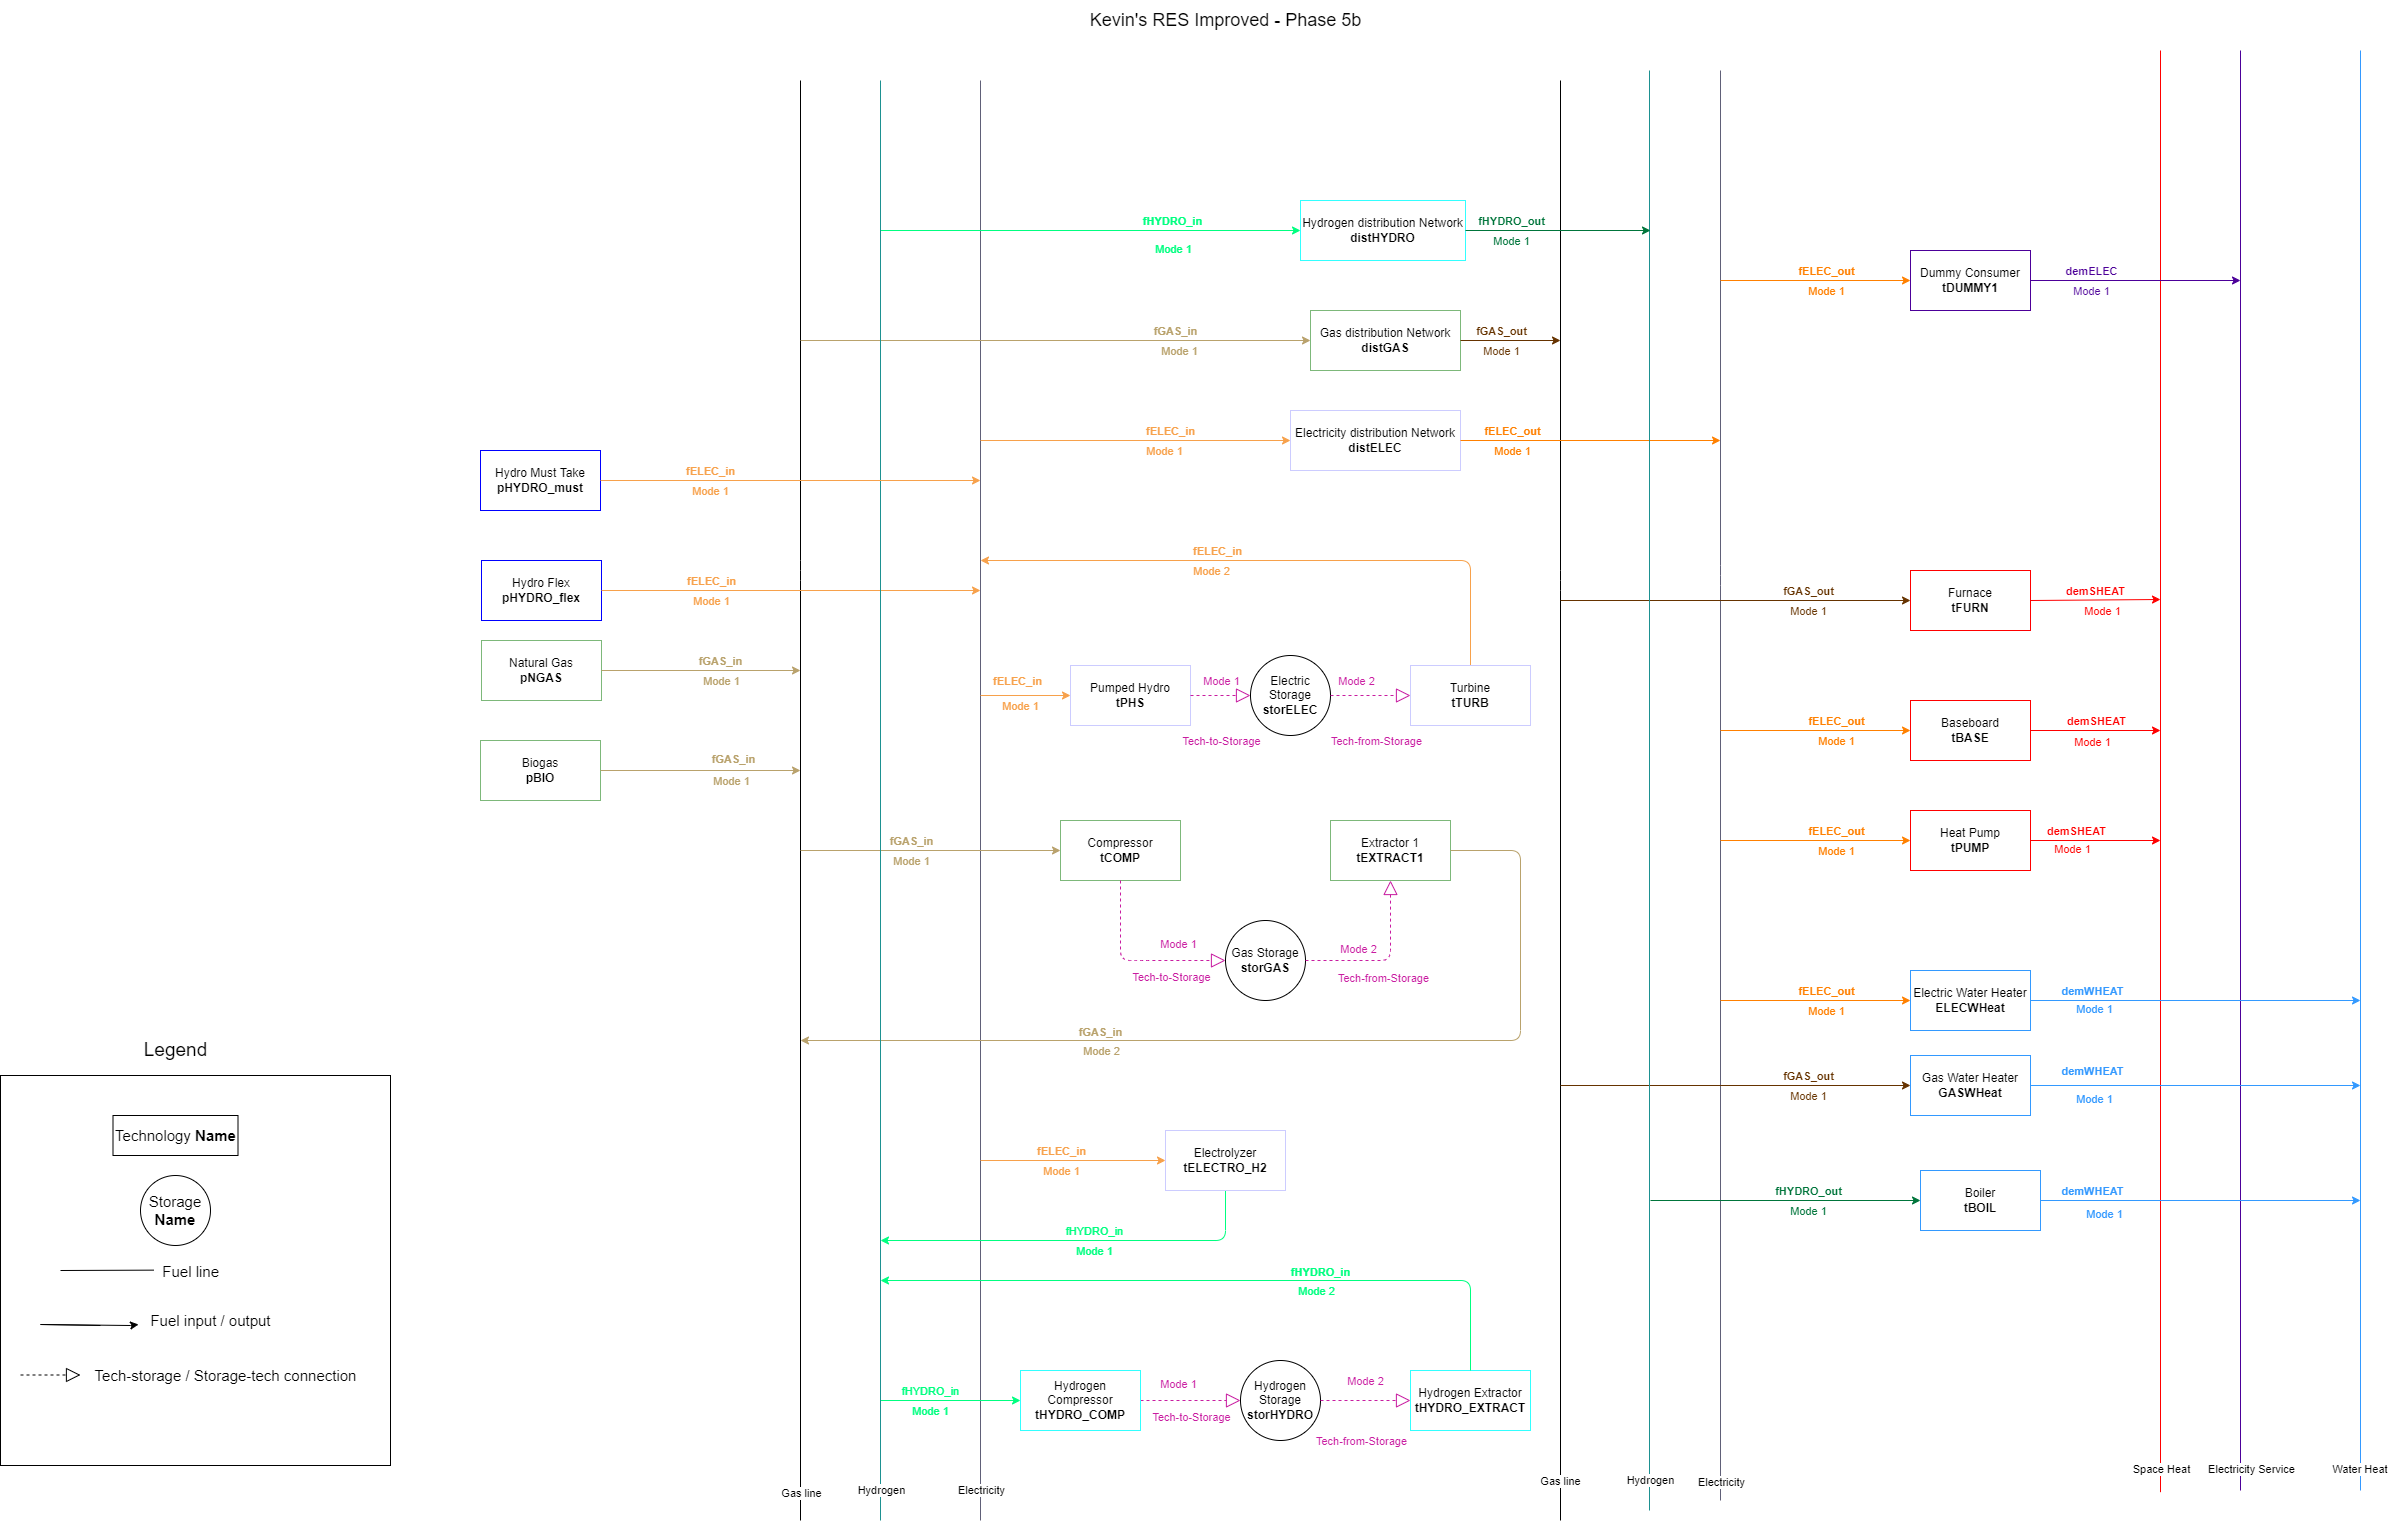 Kevin's RES Improved - Phase 5b
fHYDRO_in
Mode 1
Hydrogen distribution Network
distHYDRO
fHYDRO_out
Mode 1
fELEC_out
Mode 1
Dummy Consumer
tDUMMY1
demELEC
Mode 1
fGAS_in
Mode 1
Gas distribution Network
distGAS
fGAS_out
Mode 1
fELEC_in
Mode 1
Electricity distribution Network
distELEC
fELEC_out
Mode 1
Hydro Must Take
pHYDRO_must
fELEC_in
Mode 1
fELEC_in
Mode 2
Hydro Flex
pHYDRO_flex
fELEC_in
Mode 1
fGAS_out
Mode 1
Furnace
tFURN
demSHEAT
Mode 1
Natural Gas
pNGAS
fGAS_in
Mode 1
fELEC_in
Mode 1
Pumped Hydro
tPHS
Mode 1
Tech-to-Storage
Electric
Storage
storELEC
Mode 2
Tech-from-Storage
Turbine
tTURB
fELEC_out
Mode 1
Baseboard
tBASE
demSHEAT
Mode 1
Biogas
pBIO
fGAS_in
Mode 1
fGAS_in
Mode 1
Compressor
tCOMP
Extractor 1
tEXTRACT1
fELEC_out
Mode 1
Heat Pump
tPUMP
demSHEAT
Mode 1
Mode 1
Tech-to-Storage
Gas Storage
storGAS
Mode 2
Tech-from-Storage
fELEC_out
Mode 1
Electric Water Heater
ELECWHeat
demWHEAT
Mode 1
fGAS_in
Mode 2
fGAS_out
Mode 1
Gas Water Heater
GASWHeat
demWHEAT
Mode 1
Legend
Technology Name
Storage
Name
Fuel line
Fuel input / output
Tech-storage / Storage-tech connection
fELEC_in
Mode 1
Electrolyzer
tELECTRO_H2
fHYDRO_in
Mode 1
fHYDRO_out
Mode 1
Boiler
tBOIL
demWHEAT
Mode 1
fHYDRO_in
Mode 2
fHYDRO_in
Mode 1
Hydrogen
Compressor
tHYDRO_COMP
Mode 1
Tech-to-Storage
Hydrogen
Storage
storHYDRO
Mode 2
Tech-from-Storage
Hydrogen Extractor
tHYDRO_EXTRACT
Gas line
Hydrogen
Electricity
Gas line
Hydrogen
Electricity
Space Heat
Electricity Service
Water Heat